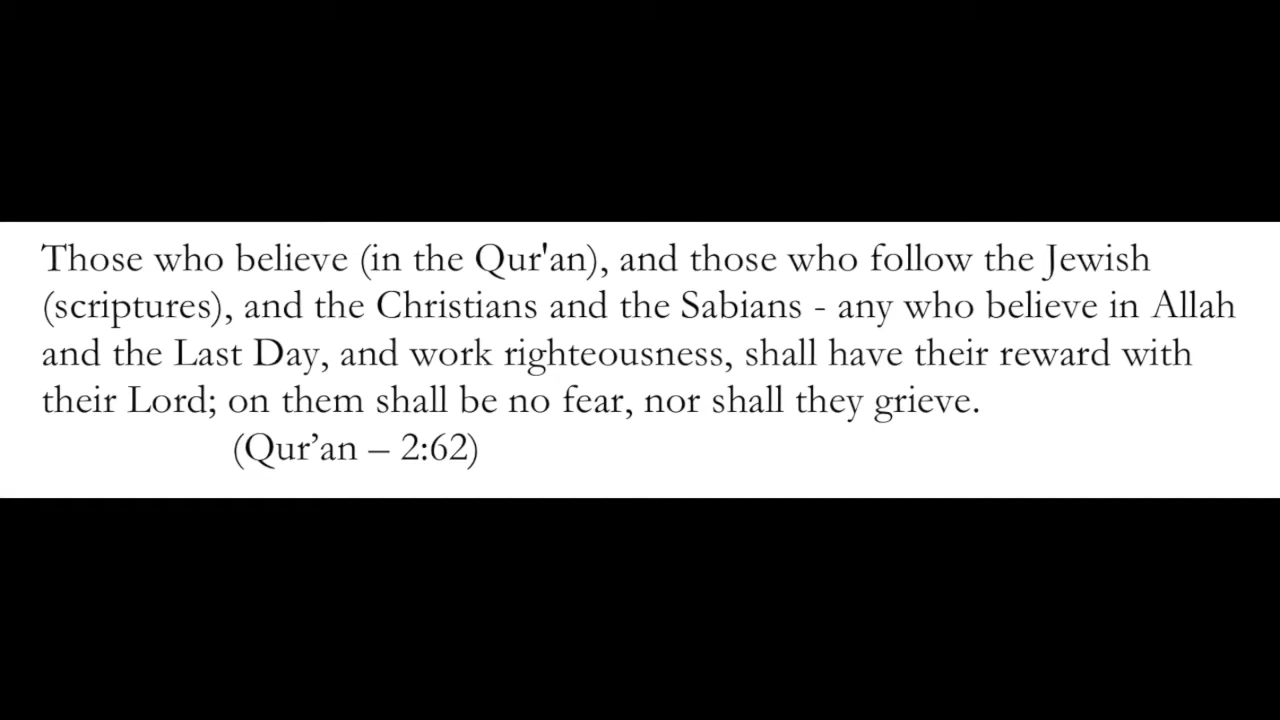 Those who believe (in the Qur'an), and those who follow the Jewish
(scriptures), and the Christians and the Sabians - any who believe in Allah
and the Last Day, and work righteousness, shall have their reward with
their Lord; on them shall be no fear, nor shall they grieve.
(Qur’an – 2:62)